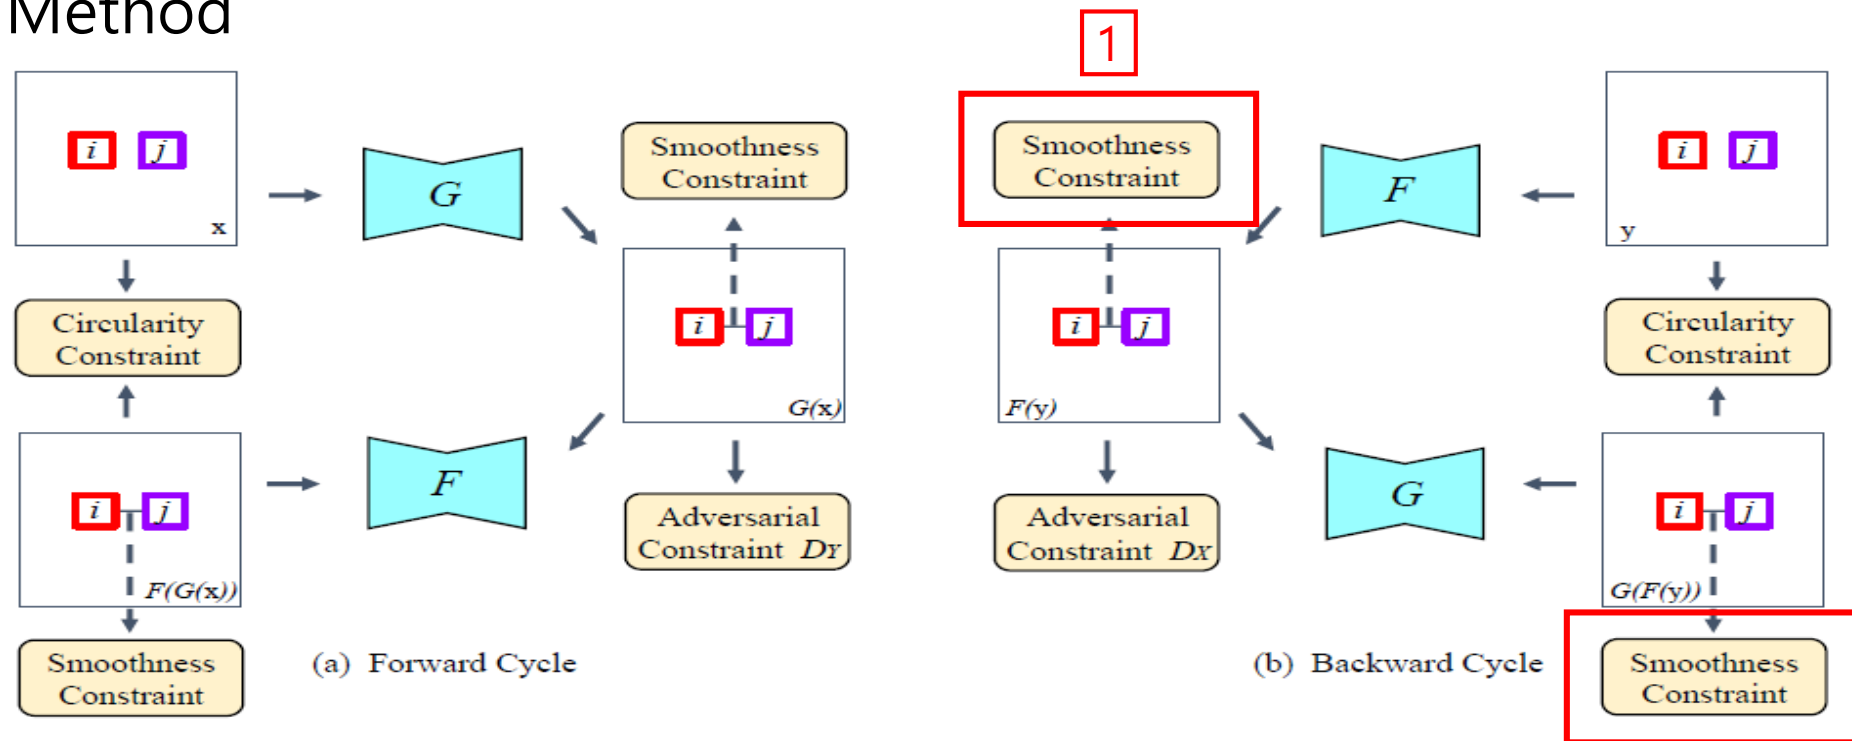 Method
1
i j
x
G
Smoothness
Constraint
Circularity
Constraint
i j
G(x)
i j
F(G(x))
F
Adversarial
Constraint DY
Smoothness
Constraint
(a) Forward Cycle
Smoothness
Constraint
F
i j
y
i j
F(y)
Circularity
Constraint
Adversarial
Constraint DX
G
i j
G(F(y))
(b) Backward Cycle
Smoothness
Constraint